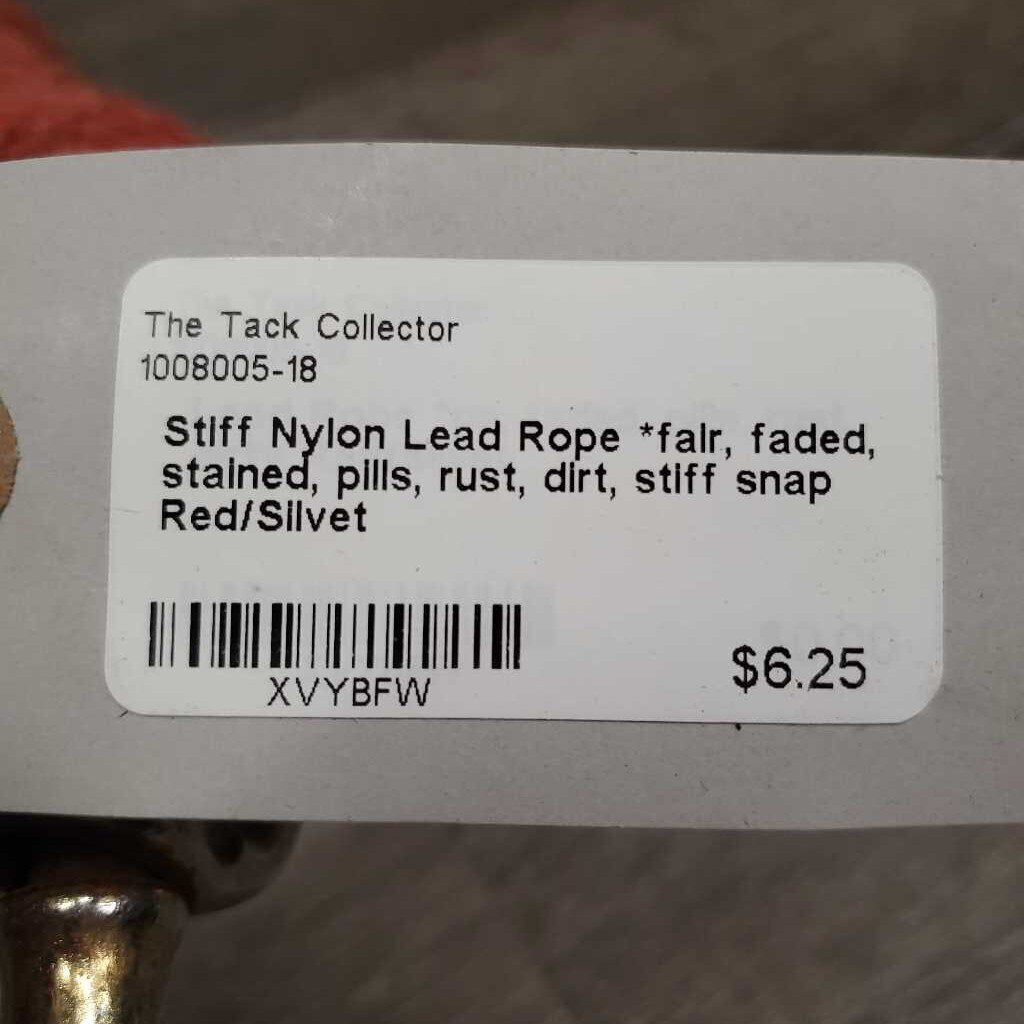 The Tack Collector
1008005-18
Stiff Nylon Lead Rope *fair, faded,
stained, pills, rust, dirt, stiff snap
Red/Silvet
XVYBFW
$6.25